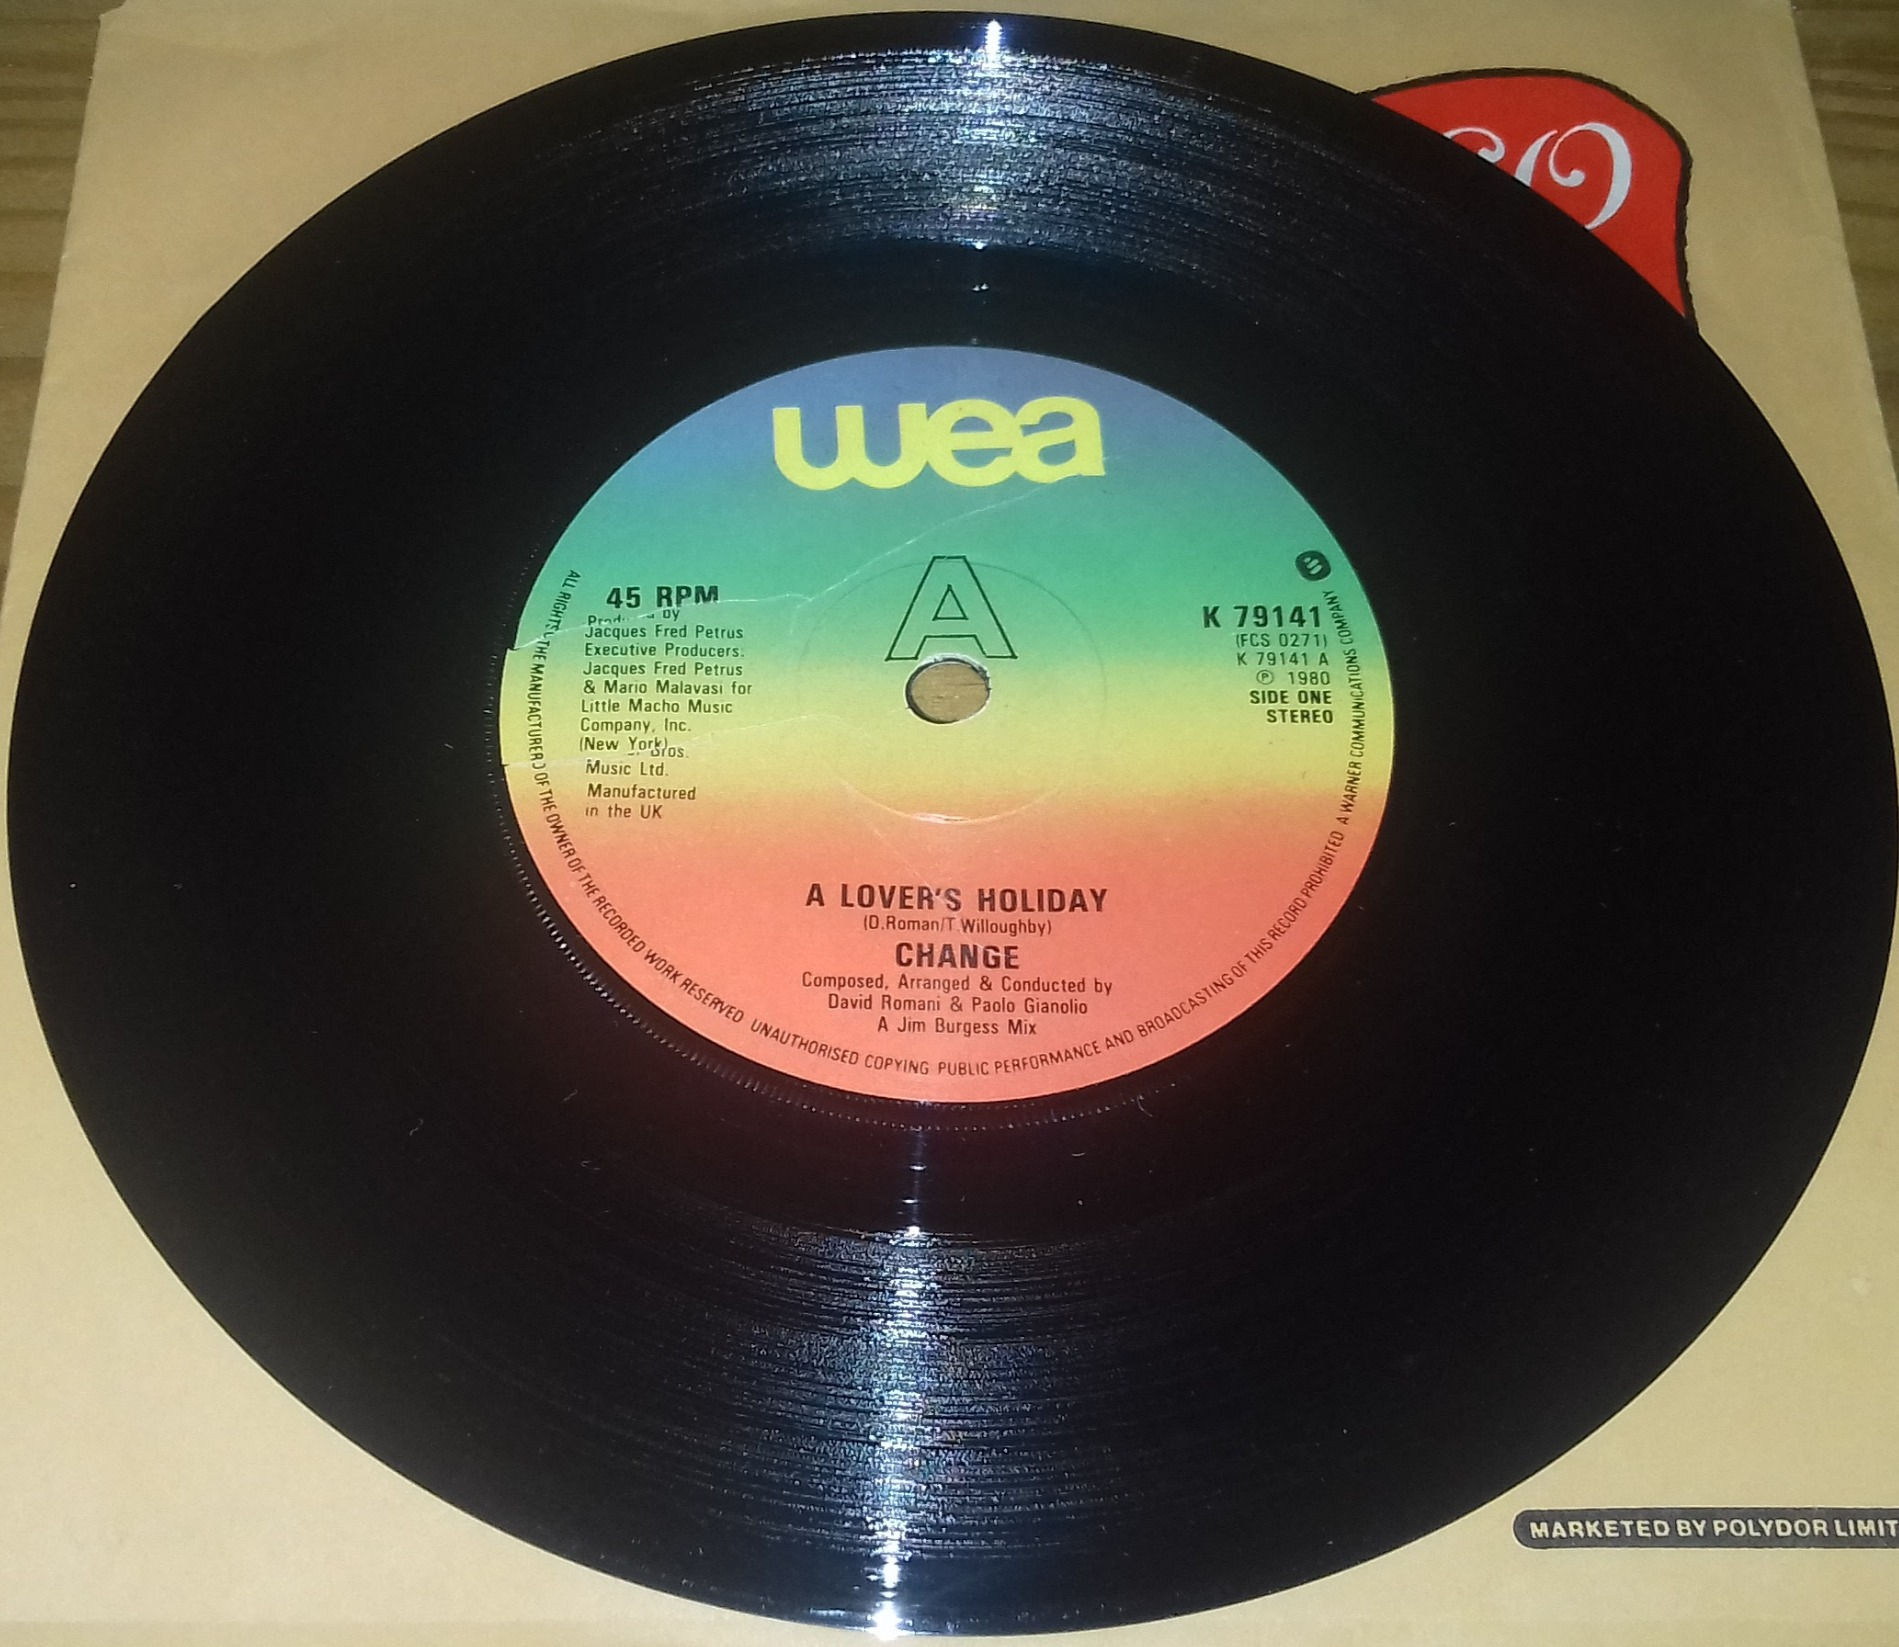 wea
A
45 RPM
by
Jacques Fred Petrus
Executive Producers.
Jacques Fred Petrus
& Mario Malavasi for
Little Macho Music
Company, Inc.
(New York)
Bros.
Music Ltd.
Manufactured
in the UK
K 79141
(FCS 0271)
K 79141 A
℗ 1980
SIDE ONE
STEREO
A LOVER'S HOLIDAY
(D.Roman/T.Willoughby)
CHANGE
Composed, Arranged & Conducted by
David Romani & Paolo Gianolio
A Jim Burgess Mix
ALL RIGHTS THE MANUFACTURER OF THE OWNER OF THE RECORDED WORK RESERVED UNAUTHORISED COPYING PUBLIC PERFORMANCE AND BROADCASTING OF THIS RECORD PROHIBITED A WARNER COMMUNICATIONS COMPANY
MARKETED BY POLYDOR LIMIT